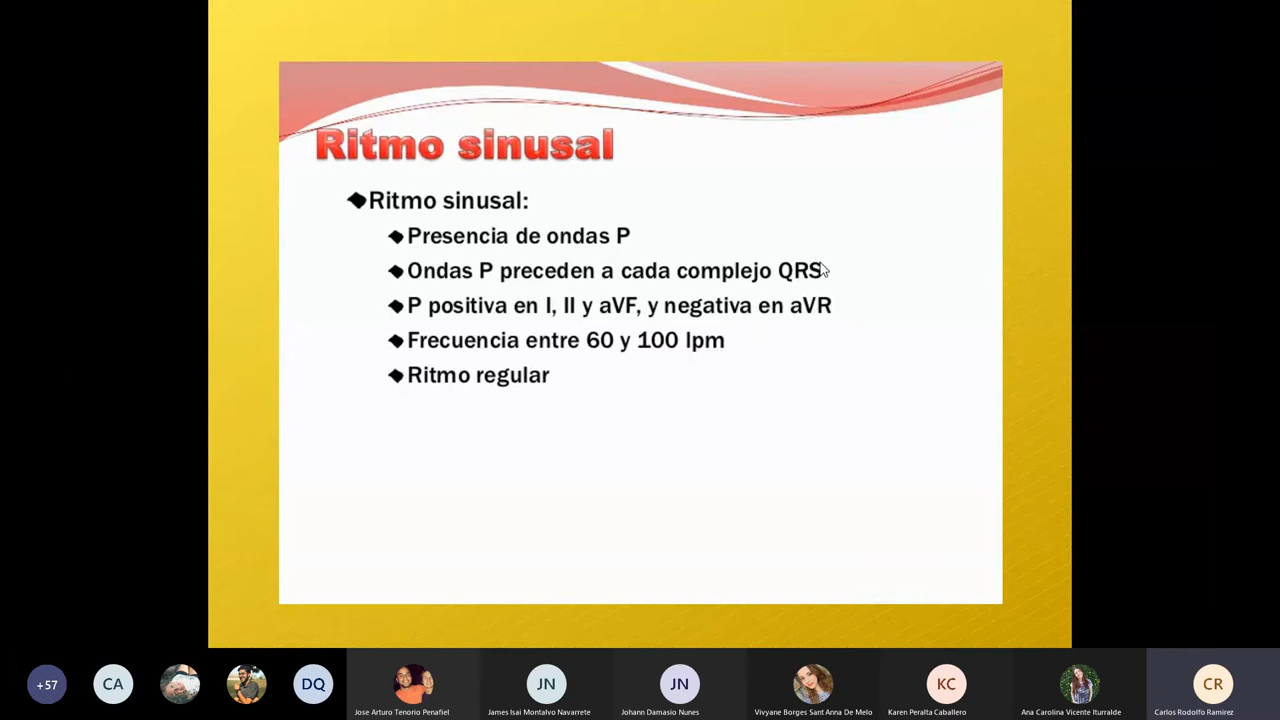 Ritmo sinusal
Ritmo sinusal:
Presencia de ondas P
Ondas P preceden a cada complejo QRS
P positiva en I, II y aVF, y negativa en aVR
Frecuencia entre 60 y 100 lpm
Ritmo regular
+57
CA
DQ
JN
JN
KC
CR
Jose Arturo Tenorio Penafiel
James Isai Montalvo Navarrete
Johann Damasio Nunes
Vivyane Borges Sant Anna De Melo
Karen Peralta Caballero
Ana Carolina Vicente Iturralde
Carlos Rodolfo Ramirez